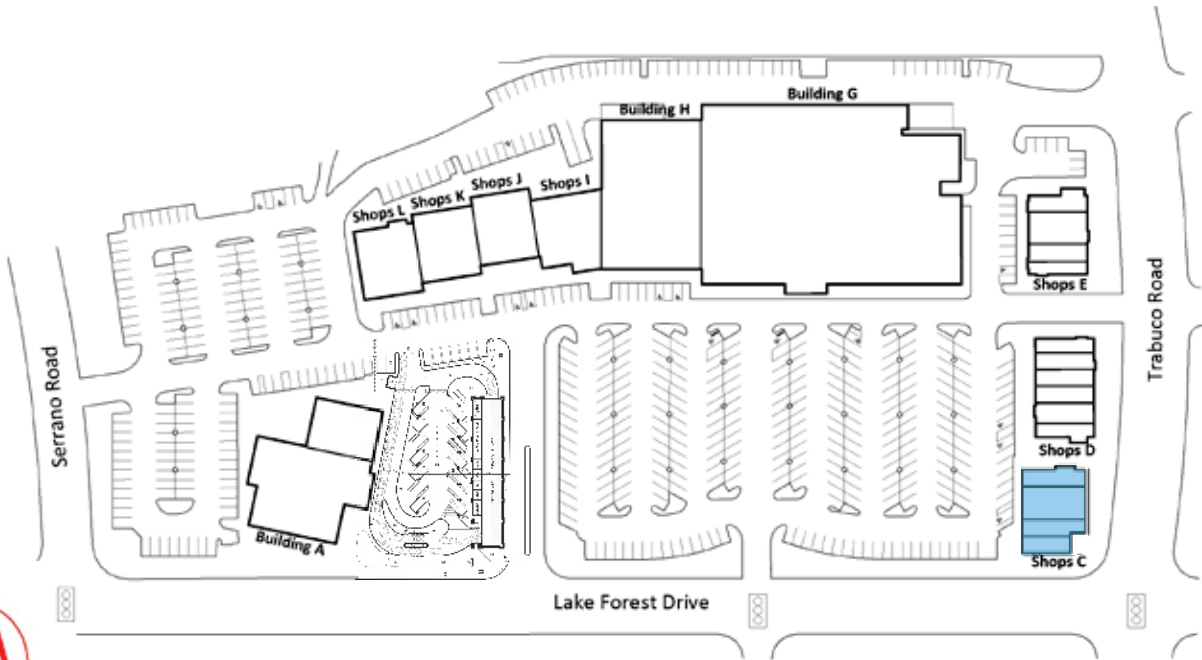 Building G
Building H
Shops J
Shops I
Shops K
Shops L
Shops E
Trabuco Road
Serrano Road
Shops D
Building A
Shops C
Lake Forest Drive